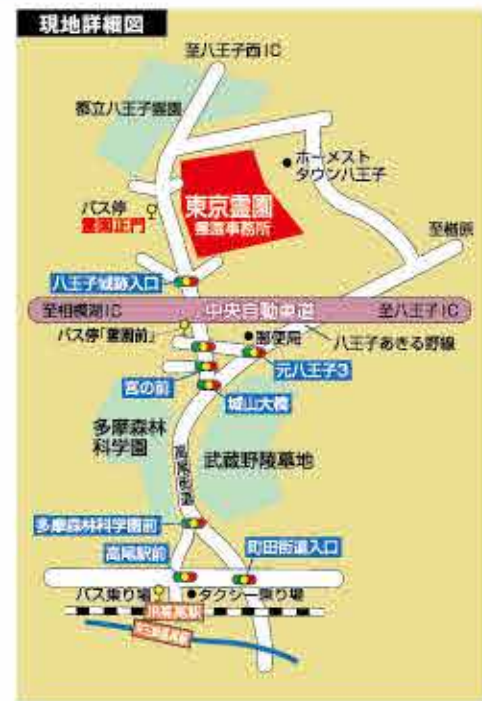 現地詳細図
至八王子西IC
都立八王子霊園
ホーメスト
タウン八王子
バス停
霊園正門
東京霊園
至楢原
八王子城跡入口
至相模湖IC
中央自動車道
至八王子IC
バス停「霊園前」
郵便局
八王子あきる野線
元八王子3
宮の前
城山大橋
多摩森林
科学園
武蔵野陵墓地
高尾街道
多摩森林科学園前
高尾駅前
町田街道入口
バス乗り場
タクシー乗り場
JR高尾駅